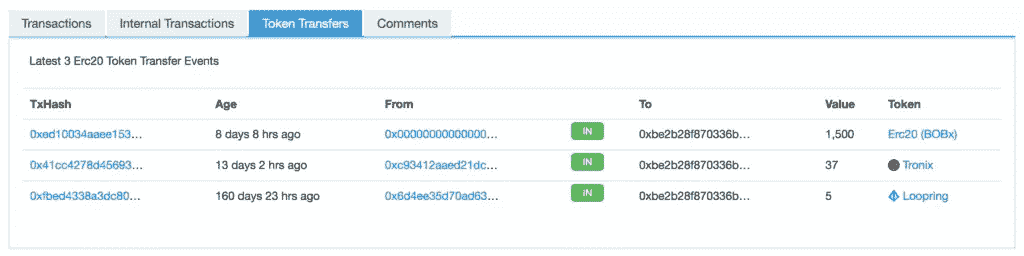 Transactions Internal Transactions Token Transfers Comments
Latest 3 Erc20 Token Transfer Events
TxHash Age From To Value Token
0xed10034aaee153... 8 days 8 hrs ago 0x00000000000000... IN 0xbe2b28f870336b... 1,500 Erc20 (BOBx)
0x41cc4278d45693... 13 days 2 hrs ago 0xc93412aaed21dc... IN 0xbe2b28f870336b... 37 Tronix
0xfbed4338a3dc80... 160 days 23 hrs ago 0x6d4ee35d70ad63... IN 0xbe2b28f870336b... 5 Loopring